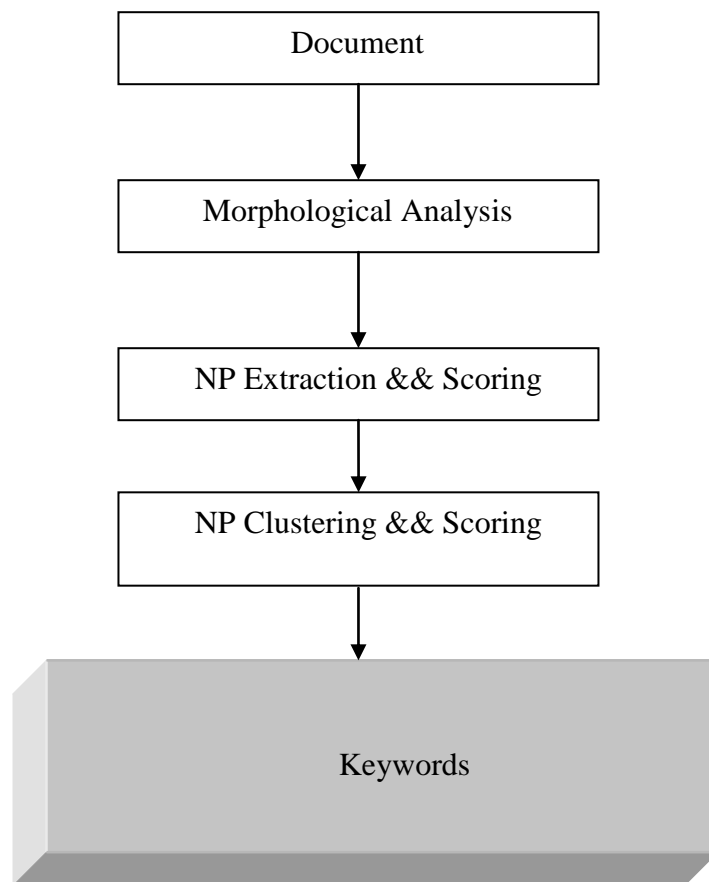 Document
Morphological Analysis
NP Extraction && Scoring
NP Clustering && Scoring
Keywords